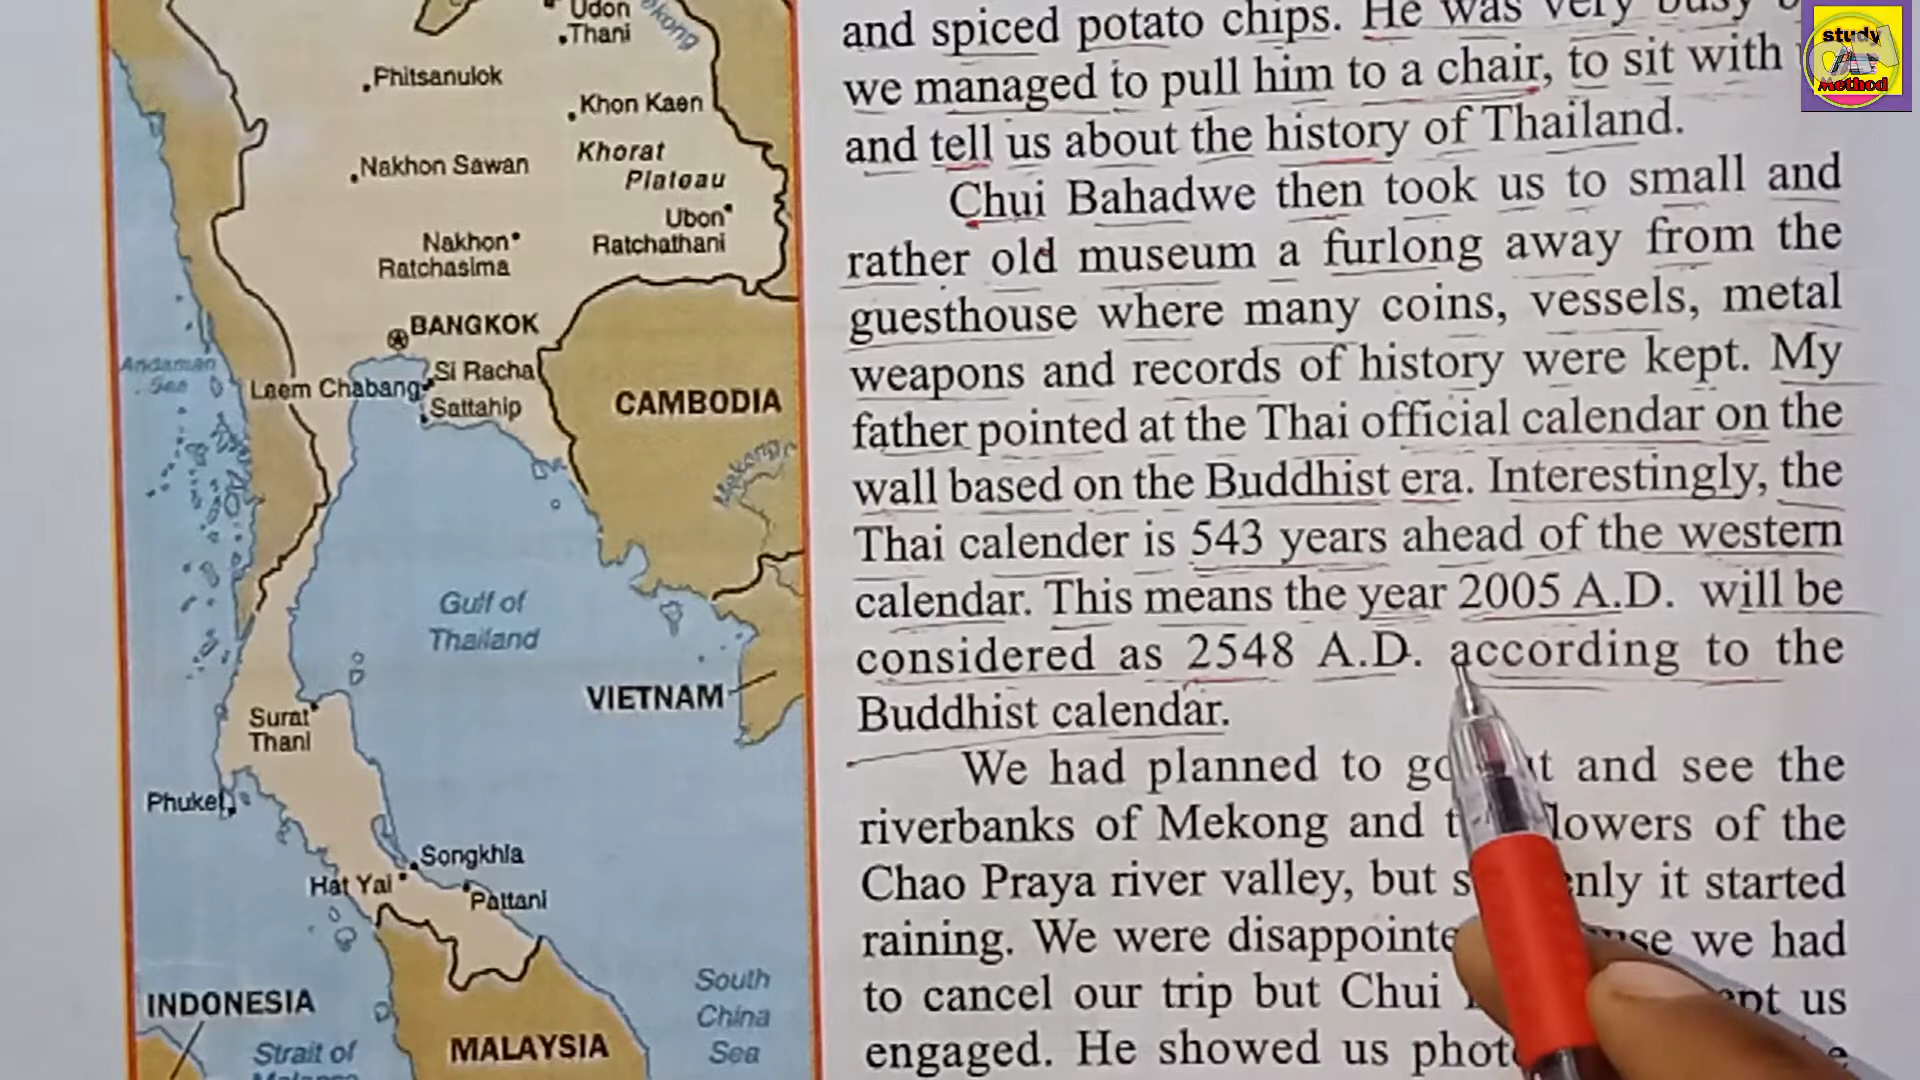 Udon
Thani
Phitsanulok
Khon Kaen
Nakhon Sawan
Khorat
Plateau
Ubon
Ratchathani
Nakhon
Ratchasima
BANGKOK
Andaman
Sea
Laem Chabang
Si Racha
Sattahip
CAMBODIA
Mekong
Gulf of
Thailand
VIETNAM
Surat
Thani
Phuket
Songkhla
Hat Yai
Pattani
INDONESIA
MALAYSIA
South
China
Sea
Strait of
and spiced potato chips. He was very busy
we managed to pull him to a chair, to sit with
and tell us about the history of Thailand.
Chui Bahadwe then took us to small and
rather old museum a furlong away from the
guesthouse where many coins, vessels, metal
weapons and records of history were kept. My
father pointed at the Thai official calendar on the
wall based on the Buddhist era. Interestingly, the
Thai calender is 543 years ahead of the western
calendar. This means the year 2005 A.D. will be
considered as 2548 A.D. according to the
Buddhist calendar.
We had planned to and see the
riverbanks of Mekong and of the
Chao Praya river valley, but it started
raining. We were we had
to cancel our trip but Chui us
engaged. He showed us
study
Method